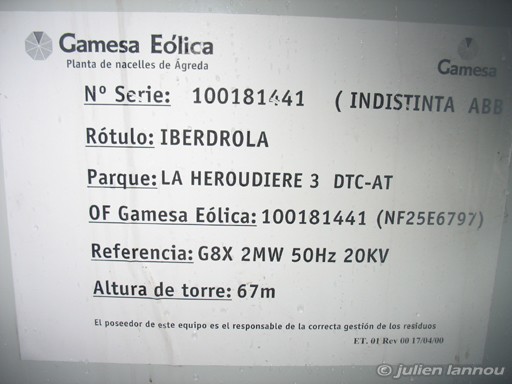 Gamesa Eólica
Gamesa
Planta de nacelles de Ágreda
Nº Serie: 100181441 ( INDISTINTA ABB
Rótulo: IBERDROLA
Parque: LA HEROUDIERE 3 DTC-AT
OF Gamesa Eólica: 100181441 (NF25E6797)
Referencia: G8X 2MW 50Hz 20KV
Altura de torre: 67m
El poseedor de este equipo es el responsable de la correcta gestión de los residuos
ET. 01 Rev 00 17/04/00
© julien Iannou